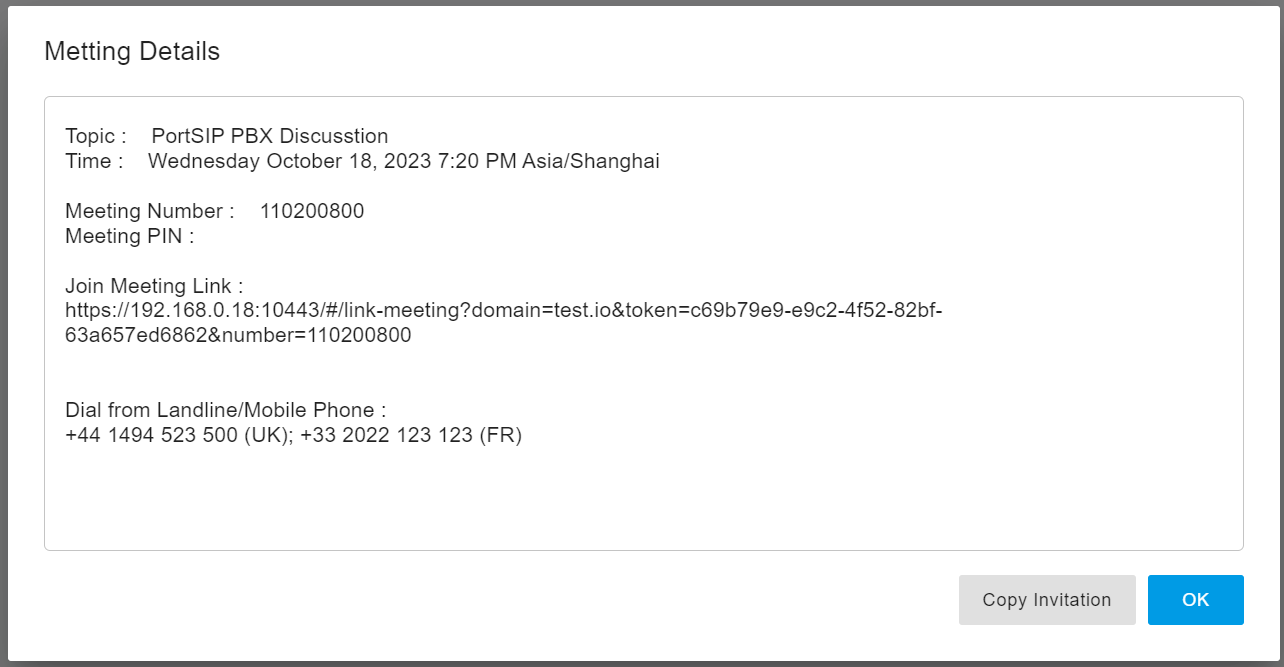 Metting Details
Topic :    PortSIP PBX Discusstion
Time :    Wednesday October 18, 2023 7:20 PM Asia/Shanghai
Meeting Number :    110200800
Meeting PIN :
Join Meeting Link :
https://192.168.0.18:10443/#/link-meeting?domain=test.io&token=c69b79e9-e9c2-4f52-82bf-
63a657ed6862&number=110200800
Dial from Landline/Mobile Phone :
+44 1494 523 500 (UK); +33 2022 123 123 (FR)
Copy Invitation
OK